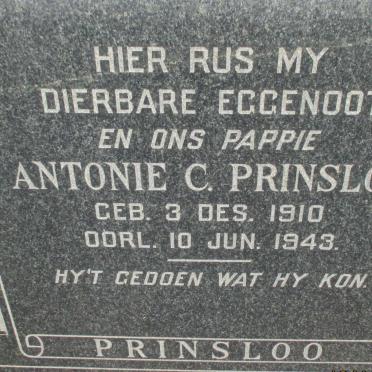 HIER RUS MY
DIERBARE EGGENOOT
EN ONS PAPPIE
ANTONIE C. PRINSLOO
GEB. 3 DES. 1910
OORL. 10 JUN. 1943.
HY'T GEDOEN WAT HY KON.
PRINSLOO